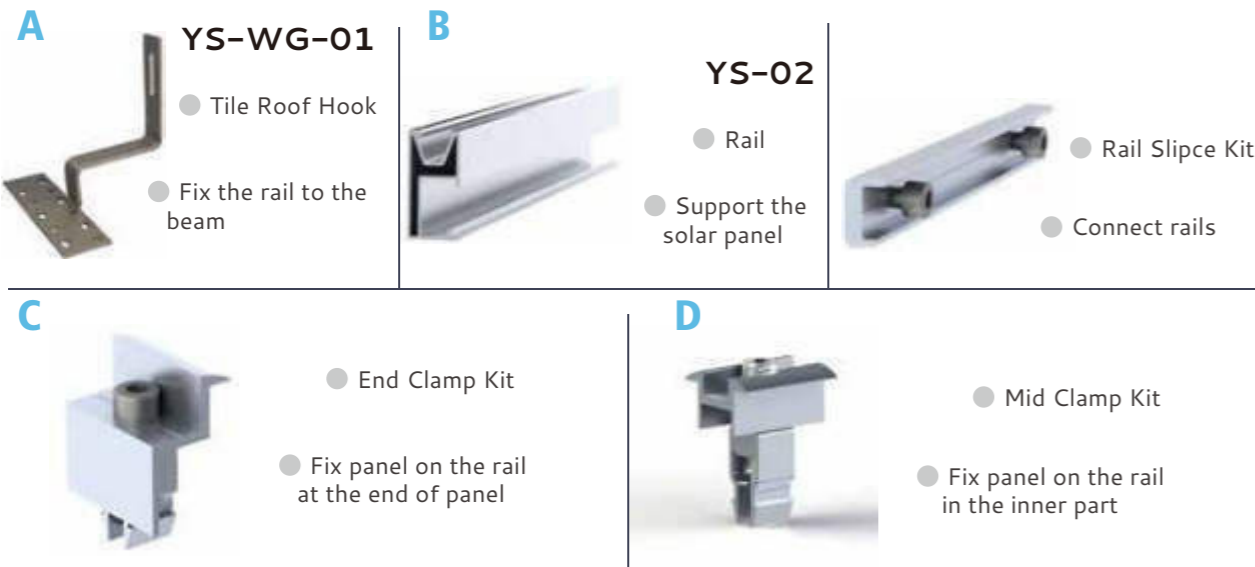 A
YS-WG-01
Tile Roof Hook
Fix the rail to the
beam
B
YS-02
Rail
Support the
solar panel
Rail Slipce Kit
Connect rails
C
End Clamp Kit
Fix panel on the rail
at the end of panel
D
Mid Clamp Kit
Fix panel on the rail
in the inner part